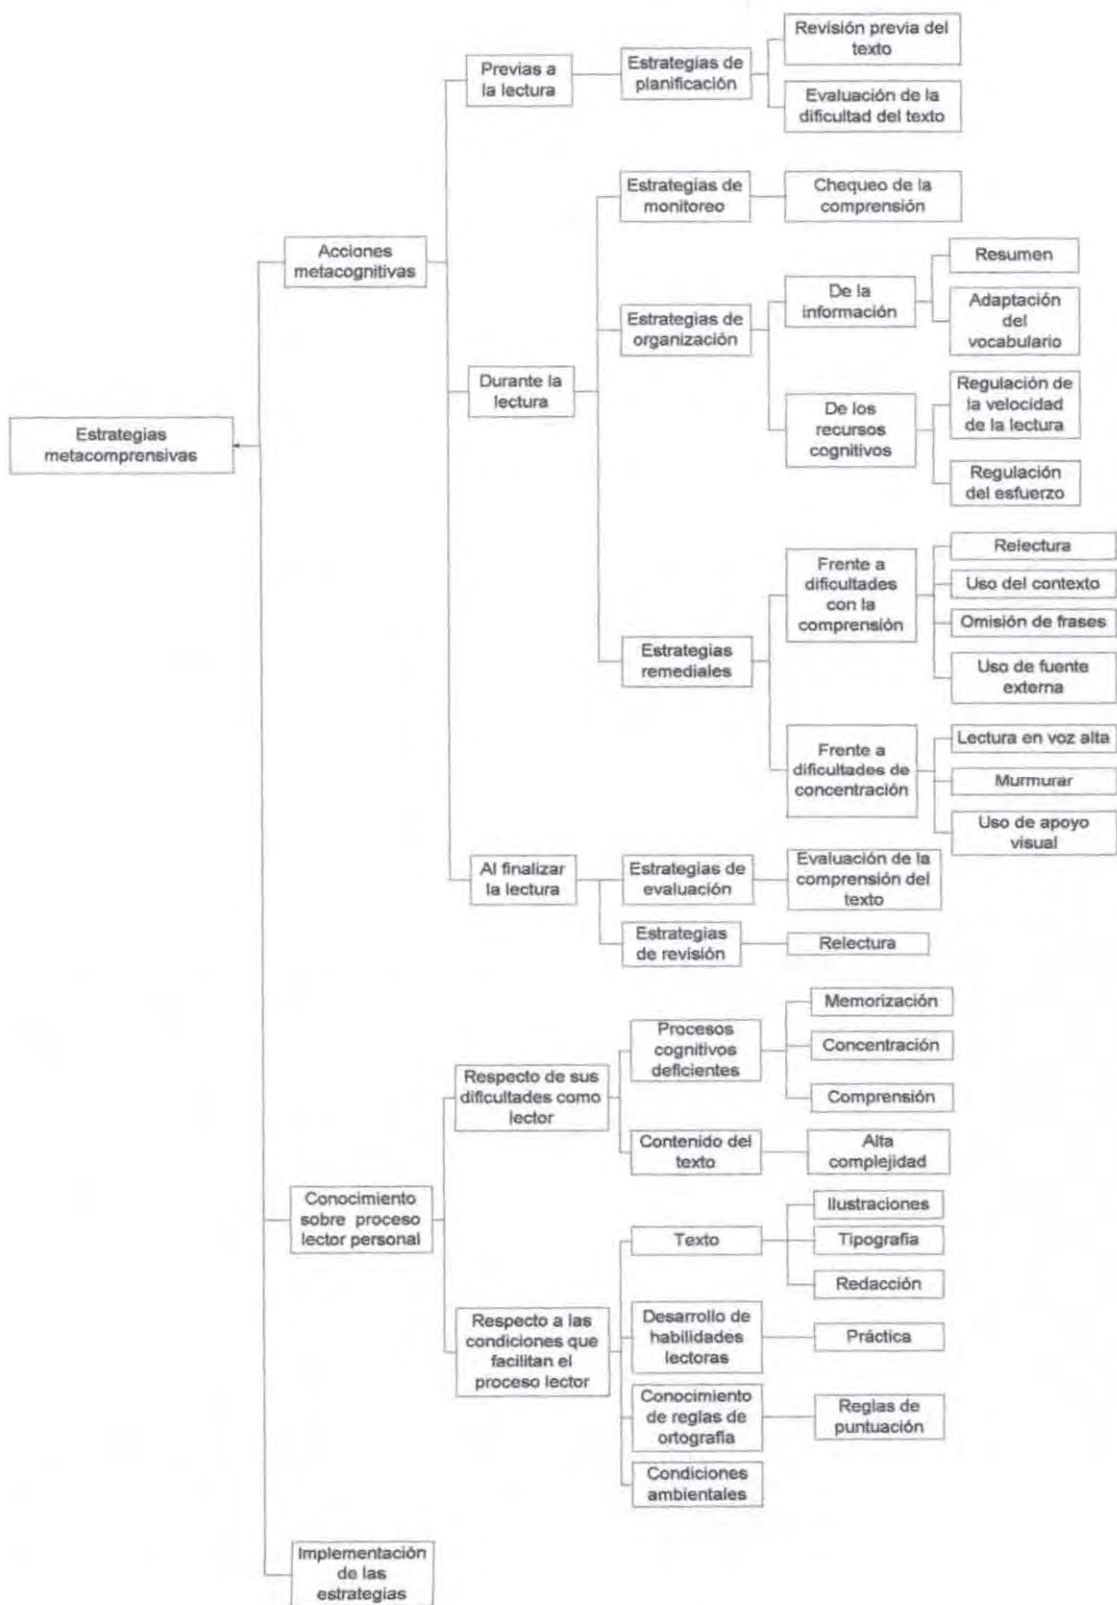 Estrategias
metacomprensivas
Acciones
metacognitivas
Previas a
la lectura
Estrategias de
planificación
Revisión previa del
texto
Evaluación de la
dificultad del texto
Durante la
lectura
Estrategias de
monitoreo
Chequeo de la
comprensión
Estrategias de
organización
De la
información
Resumen
Adaptación
del
vocabulario
De los
recursos
cognitivos
Regulación de
la velocidad
de la lectura
Regulación
del esfuerzo
Estrategias
remediales
Frente a
dificultades
con la
comprensión
Relectura
Uso del contexto
Omisión de frases
Uso de fuente
externa
Frente a
dificultades de
concentración
Lectura en voz alta
Murmurar
Uso de apoyo
visual
Al finalizar
la lectura
Estrategias de
evaluación
Evaluación de la
comprensión del
texto
Estrategias
de revisión
Relectura
Conocimiento
sobre proceso
lector personal
Respecto de sus
dificultades como
lector
Procesos
cognitivos
deficientes
Memorización
Concentración
Comprensión
Contenido del
texto
Alta
complejidad
Respecto a las
condiciones que
facilitan el
proceso lector
Texto
Ilustraciones
Tipografía
Redacción
Desarrollo de
habilidades
lectoras
Práctica
Conocimiento
de reglas de
ortografía
Reglas de
puntuación
Condiciones
ambientales
Implementación
de las
estrategias